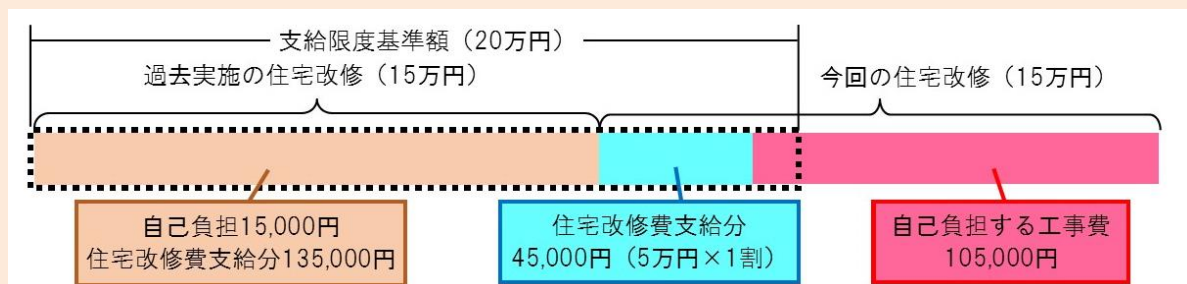 支給限度基準額（20万円）
過去実施の住宅改修（15万円）
今回の住宅改修（15万円）
自己負担15,000円
住宅改修費支給分135,000円
住宅改修費支給分
45,000円（5万円×1割）
自己負担する工事費
105,000円